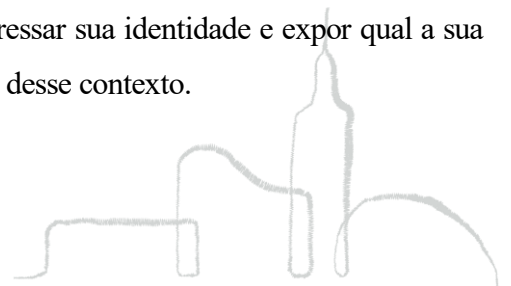 ressar sua identidade e expor qual a sua
desse contexto.